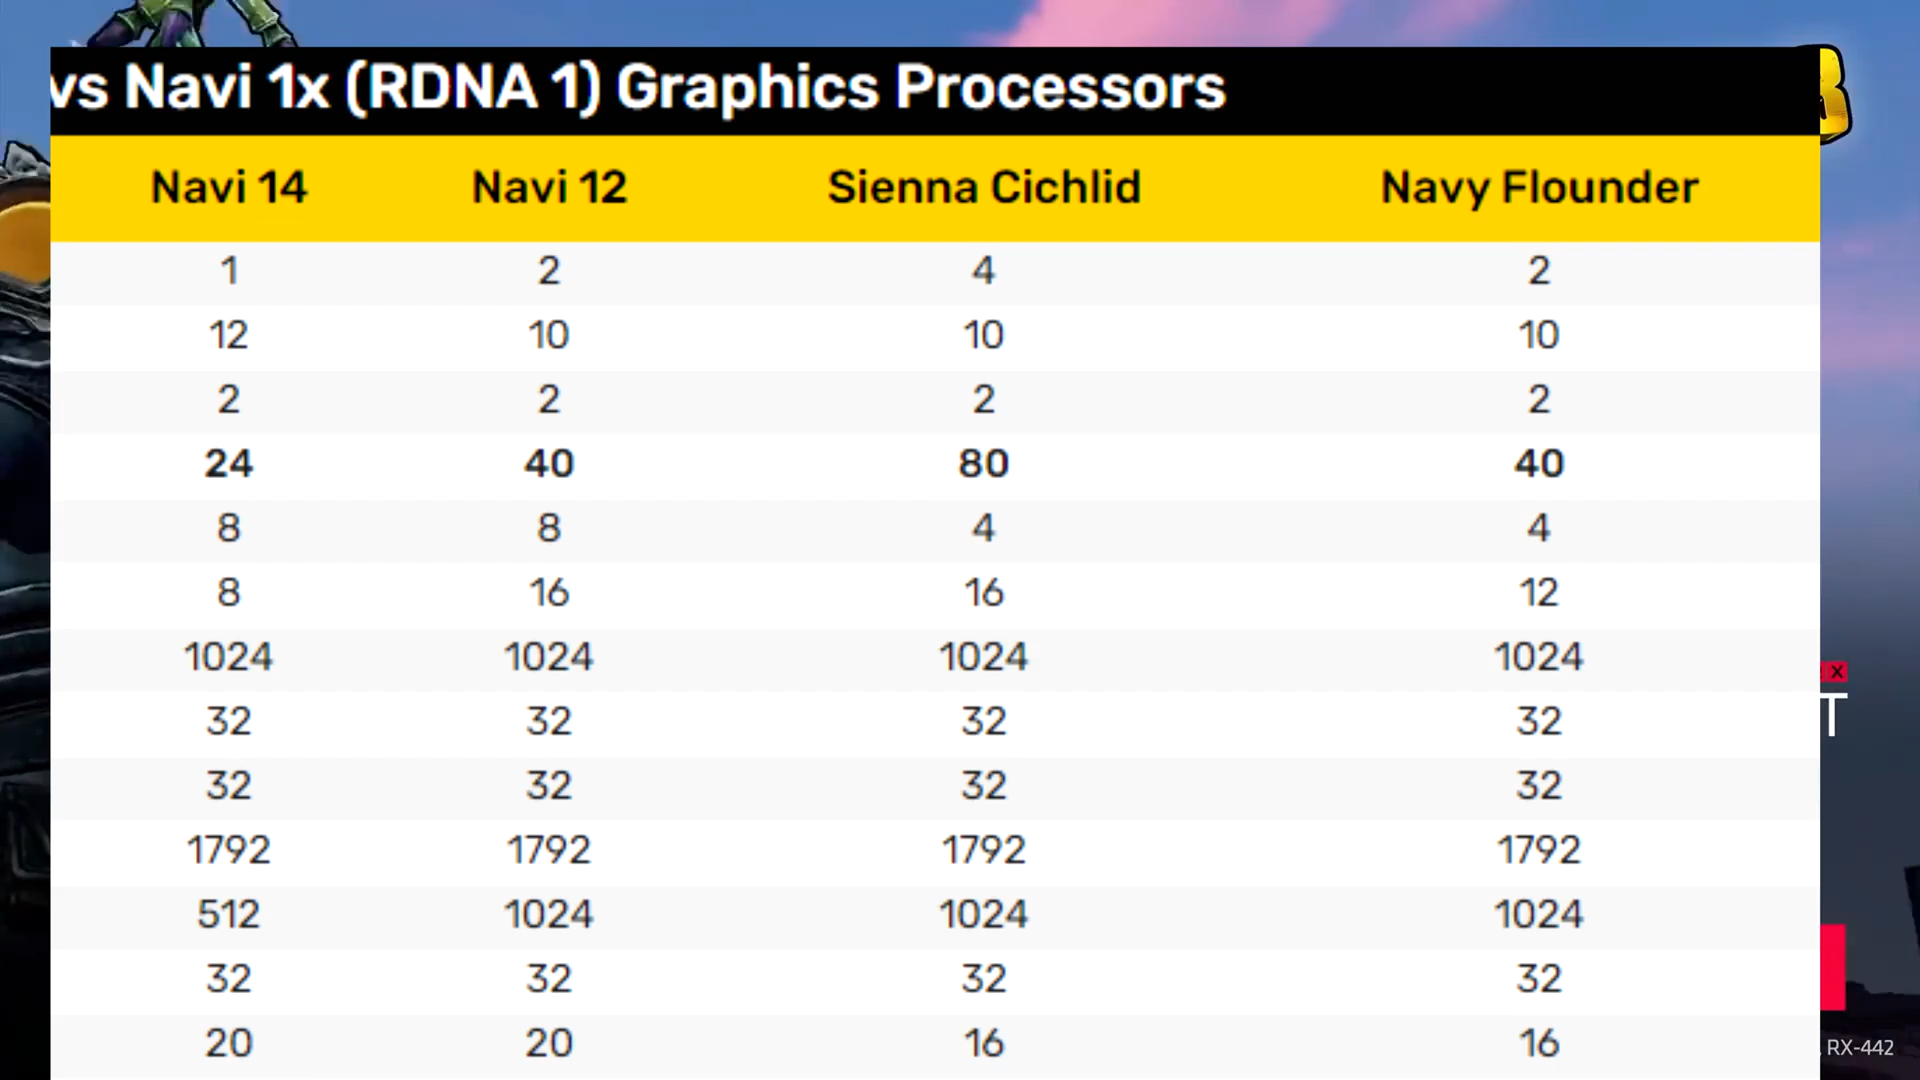 vs Navi 1x (RDNA 1) Graphics Processors
Navi 14 Navi 12 Sienna Cichlid Navy Flounder
1 2 4 2
12 10 10 10
2 2 2 2
24 40 80 40
8 8 4 4
8 16 16 12
1024 1024 1024 1024
32 32 32 32
X
T
32 32 32 32
1792 1792 1792 1792
512 1024 1024 1024
32 32 32 32
20 20 16 16
RX-442